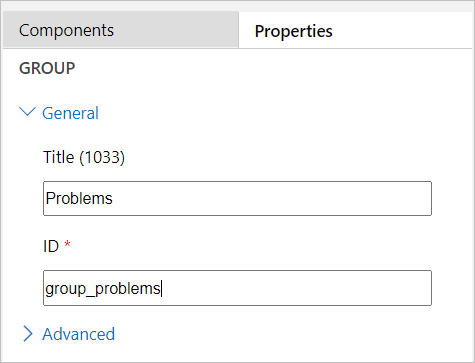 Components
Properties
GROUP
General
Title (1033)
Problems
ID *
group_problems
Advanced